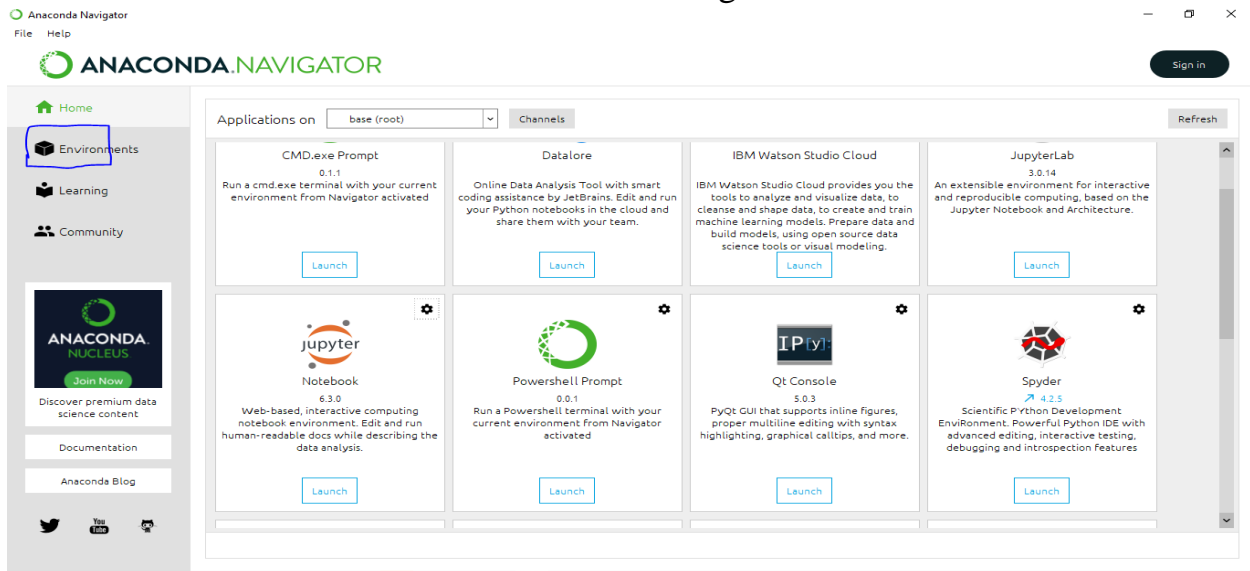 Anaconda Navigator
File Help
ANACONDA.NAVIGATOR
Sign in
Home
Environments
Learning
Community
ANACONDA.
NUCLEUS
Join Now
Discover premium data
science content
Documentation
Anaconda Blog
You
Tube
Applications on base (root) Channels Refresh
CMD.exe Prompt
0.1.1
Run a cmd.exe terminal with your current
environment from Navigator activated
Launch
Datalore
Online Data Analysis Tool with smart
coding assistance by JetBrains. Edit and run
your Python notebooks in the cloud and
share them with your team.
Launch
IBM Watson Studio Cloud
IBM Watson Studio Cloud provides you the
tools to analyze and visualize data, to
cleanse and shape data, to create and train
machine learning models. Prepare data and
build models, using open source data
science tools or visual modeling.
Launch
JupyterLab
3.0.14
An extensible environment for interactive
and reproducible computing, based on the
Jupyter Notebook and Architecture.
Launch
jupyter
Notebook
6.3.0
Web-based, interactive computing
notebook environment. Edit and run
human-readable docs while describing the
data analysis.
Launch
Powershell Prompt
0.0.1
Run a Powershell terminal with your
current environment from Navigator
activated
Launch
IP[y]:
Qt Console
5.0.3
PyQt GUI that supports inline figures,
proper multiline editing with syntax
highlighting, graphical calltips, and more.
Launch
Spyder
4.2.5
Scientific PYthon Development
EnviRonment. Powerful Python IDE with
advanced editing, interactive testing,
debugging and introspection features
Launch